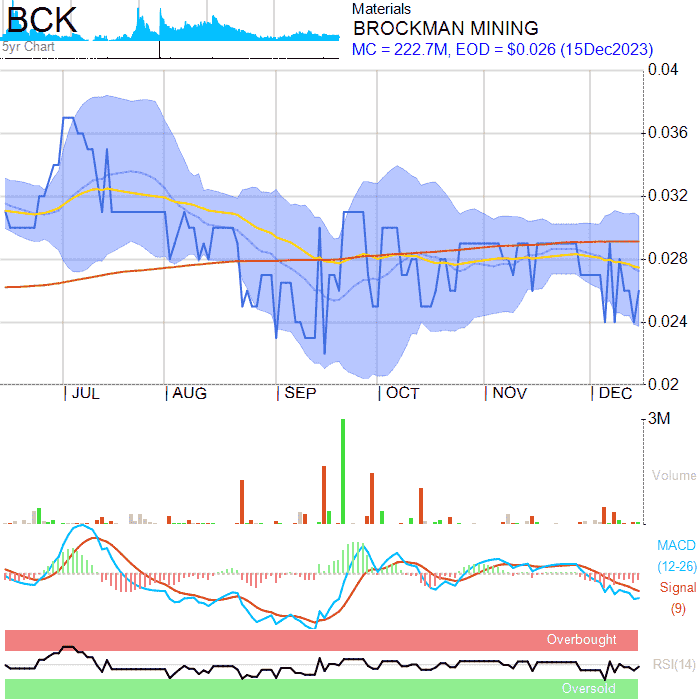 BCK
5yr Chart
Materials
BROCKMAN MINING
MC = 222.7M, EOD = $0.026 (15Dec2023)
0.04
0.036
0.032
0.028
0.024
0.02
JUL AUG SEP OCT NOV DEC
3M
Volume
MACD
(12-26)
Signal
(9)
Overbought
RSI(14)
Oversold